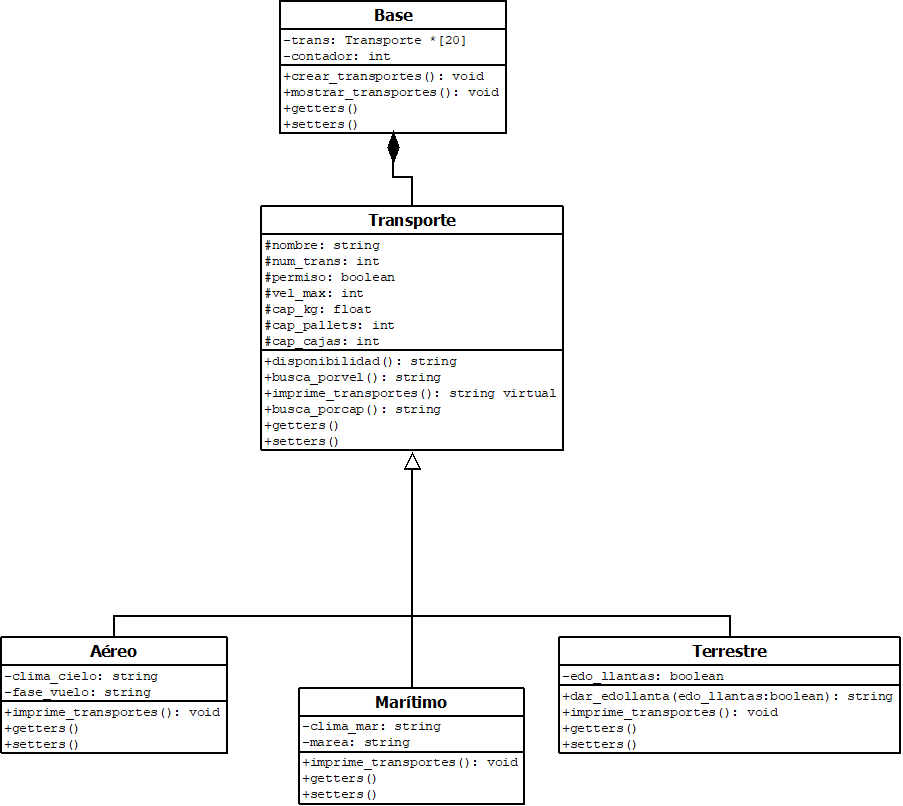 Base
-trans: Transporte *[20]
-contador: int
+crear_transportes(): void
+mostrar_transportes(): void
+getters()
+setters()
Transporte
#nombre: string
#num_trans: int
#permiso: boolean
#vel_max: int
#cap_kg: float
#cap_pallets: int
#cap_cajas: int
+disponibilidad(): string
+busca_porvel(): string
+imprime_transportes(): string virtual
+busca_porcap(): string
+getters()
+setters()
Aéreo
-clima_cielo: string
-fase_vuelo: string
+imprime_transportes(): void
+getters()
+setters()
Marítimo
-clima_mar: string
-marea: string
+imprime_transportes(): void
+getters()
+setters()
Terrestre
-edo_llantas: boolean
+dar_edollanta(edo_llantas:boolean): string
+imprime_transportes(): void
+getters()
+setters()